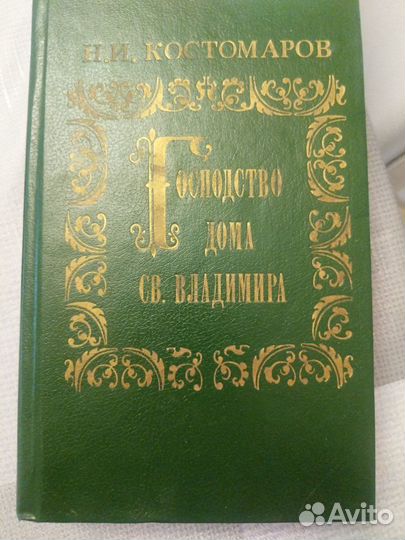 Н.И. КОСТОМАРОВ
Господство
дома
св. Владимира
Avito